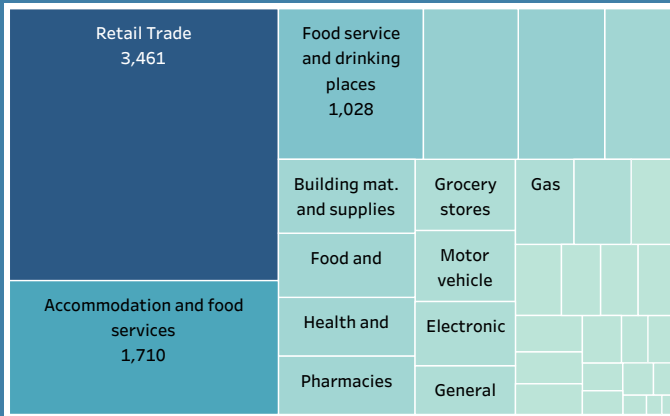 Retail Trade
3,461
Accommodation and food
services
1,710
Food service
and drinking
places
1,028
Building mat.
and supplies
Food and
Health and
Pharmacies
Grocery
stores
Motor
vehicle
Electronic
General
Gas